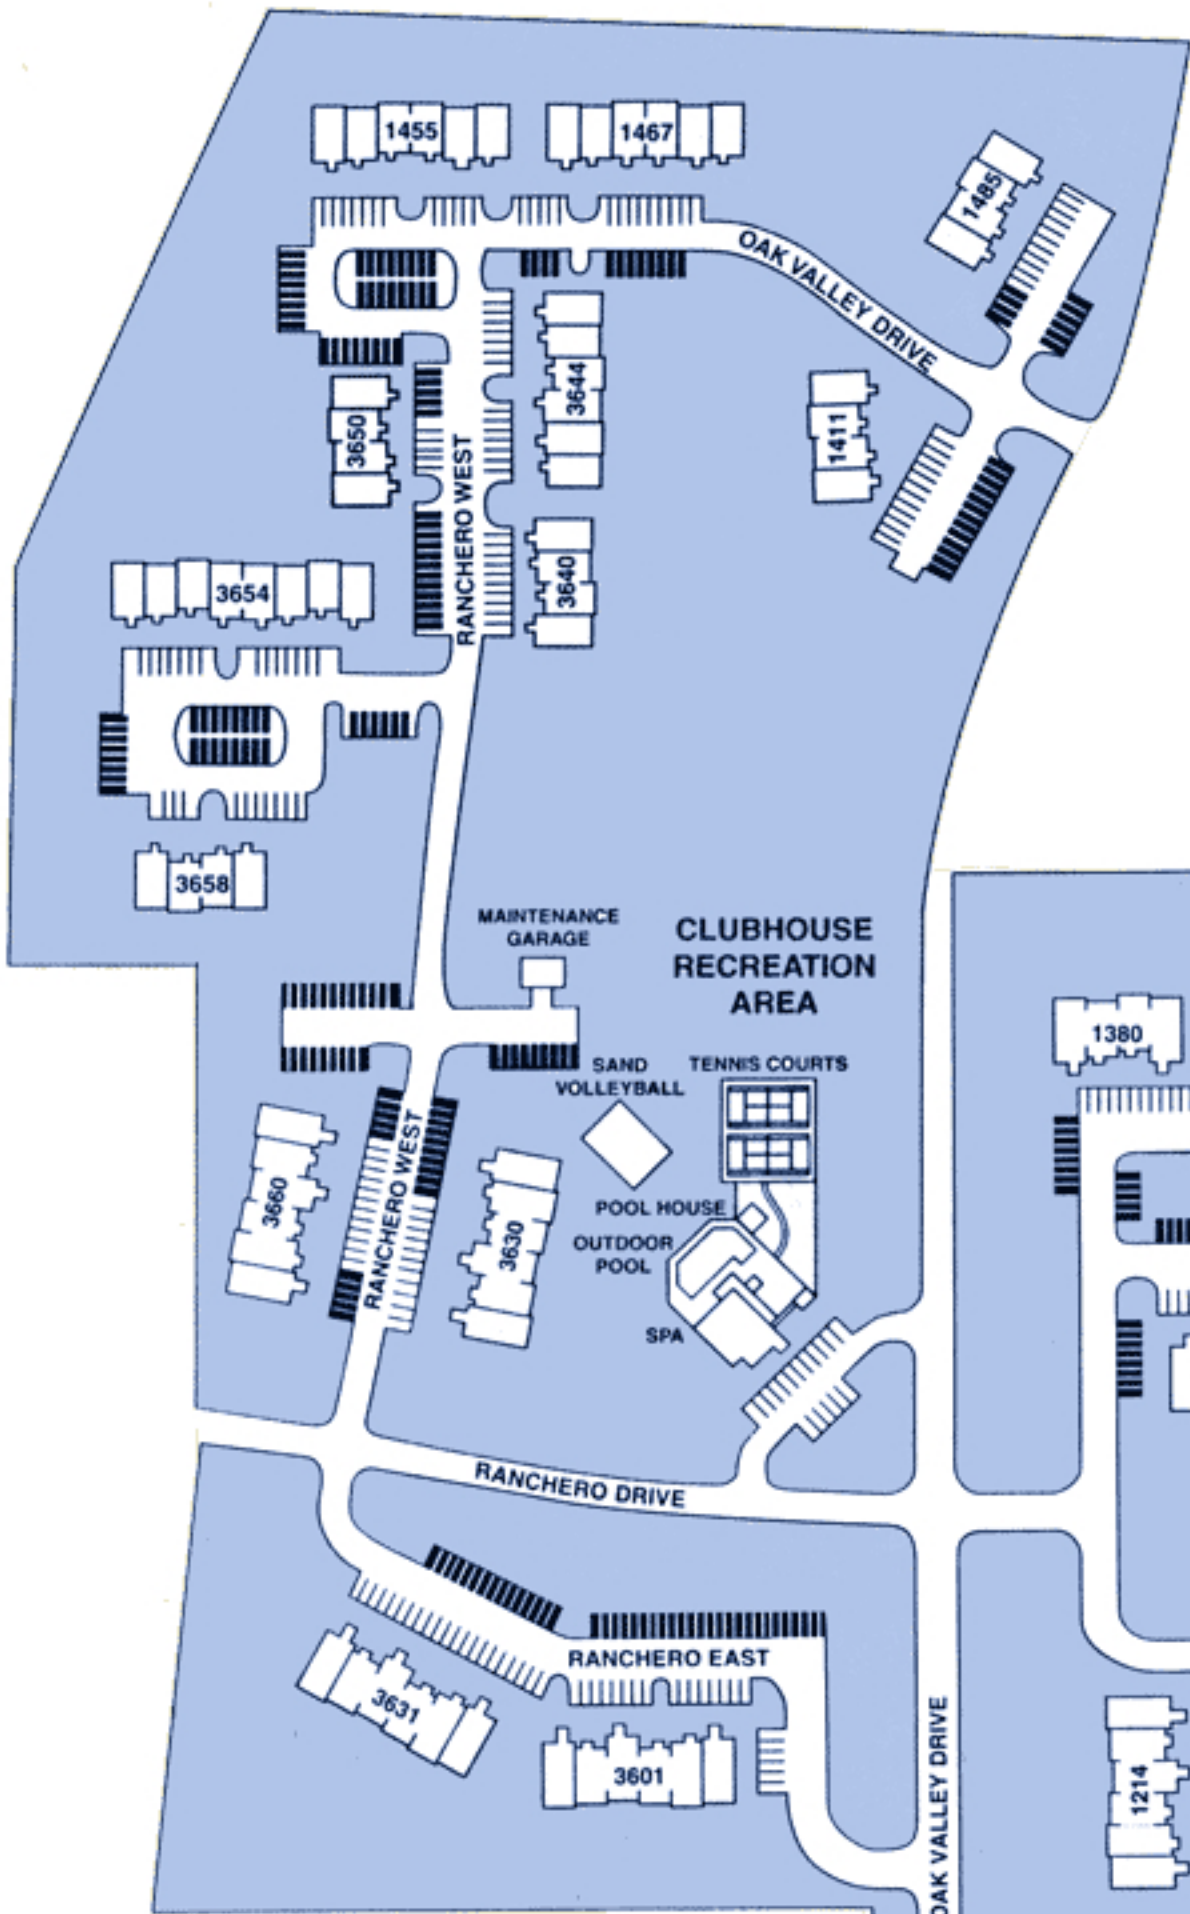 1455
1467
1485
OAK VALLEY DRIVE
3644
1411
3650
RANCHERO WEST
3640
3654
3658
MAINTENANCE
GARAGE
CLUBHOUSE
RECREATION
AREA
1380
SAND
VOLLEYBALL
TENNIS COURTS
3660
RANCHERO WEST
3630
POOL HOUSE
OUTDOOR
POOL
SPA
RANCHERO DRIVE
RANCHERO EAST
3631
3601
OAK VALLEY DRIVE
1214